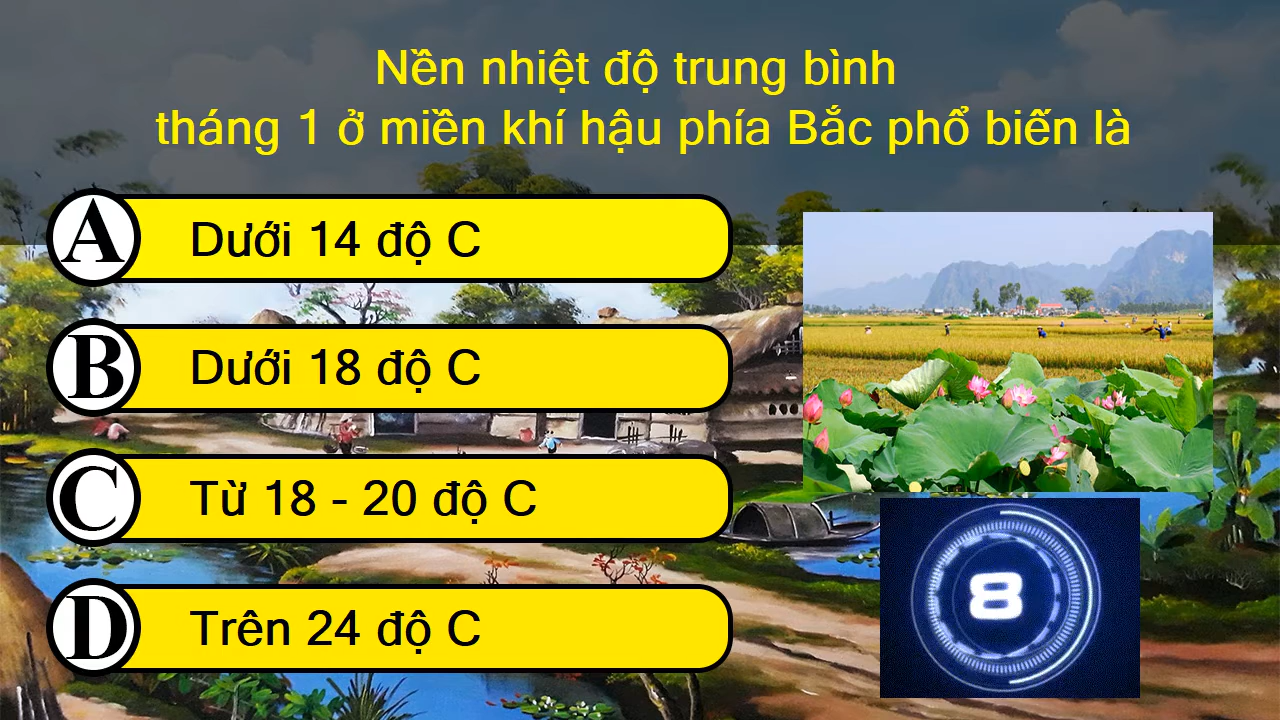 Nền nhiệt độ trung bình
tháng 1 ở miền khí hậu phía Bắc phổ biến là
A Dưới 14 độ C
B Dưới 18 độ C
C Từ 18 - 20 độ C
D Trên 24 độ C
8